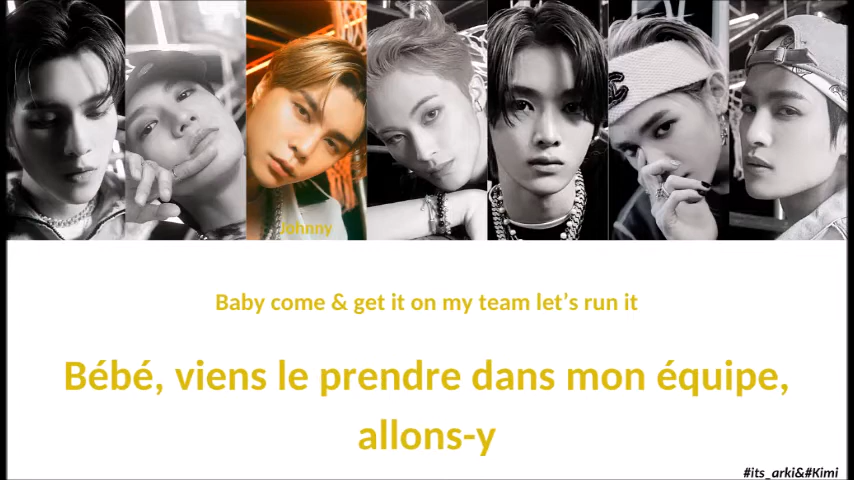 Johnny
Baby come & get it on my team let’s run it
Bébé, viens le prendre dans mon équipe,
allons-y
#its_arki&#Kimi